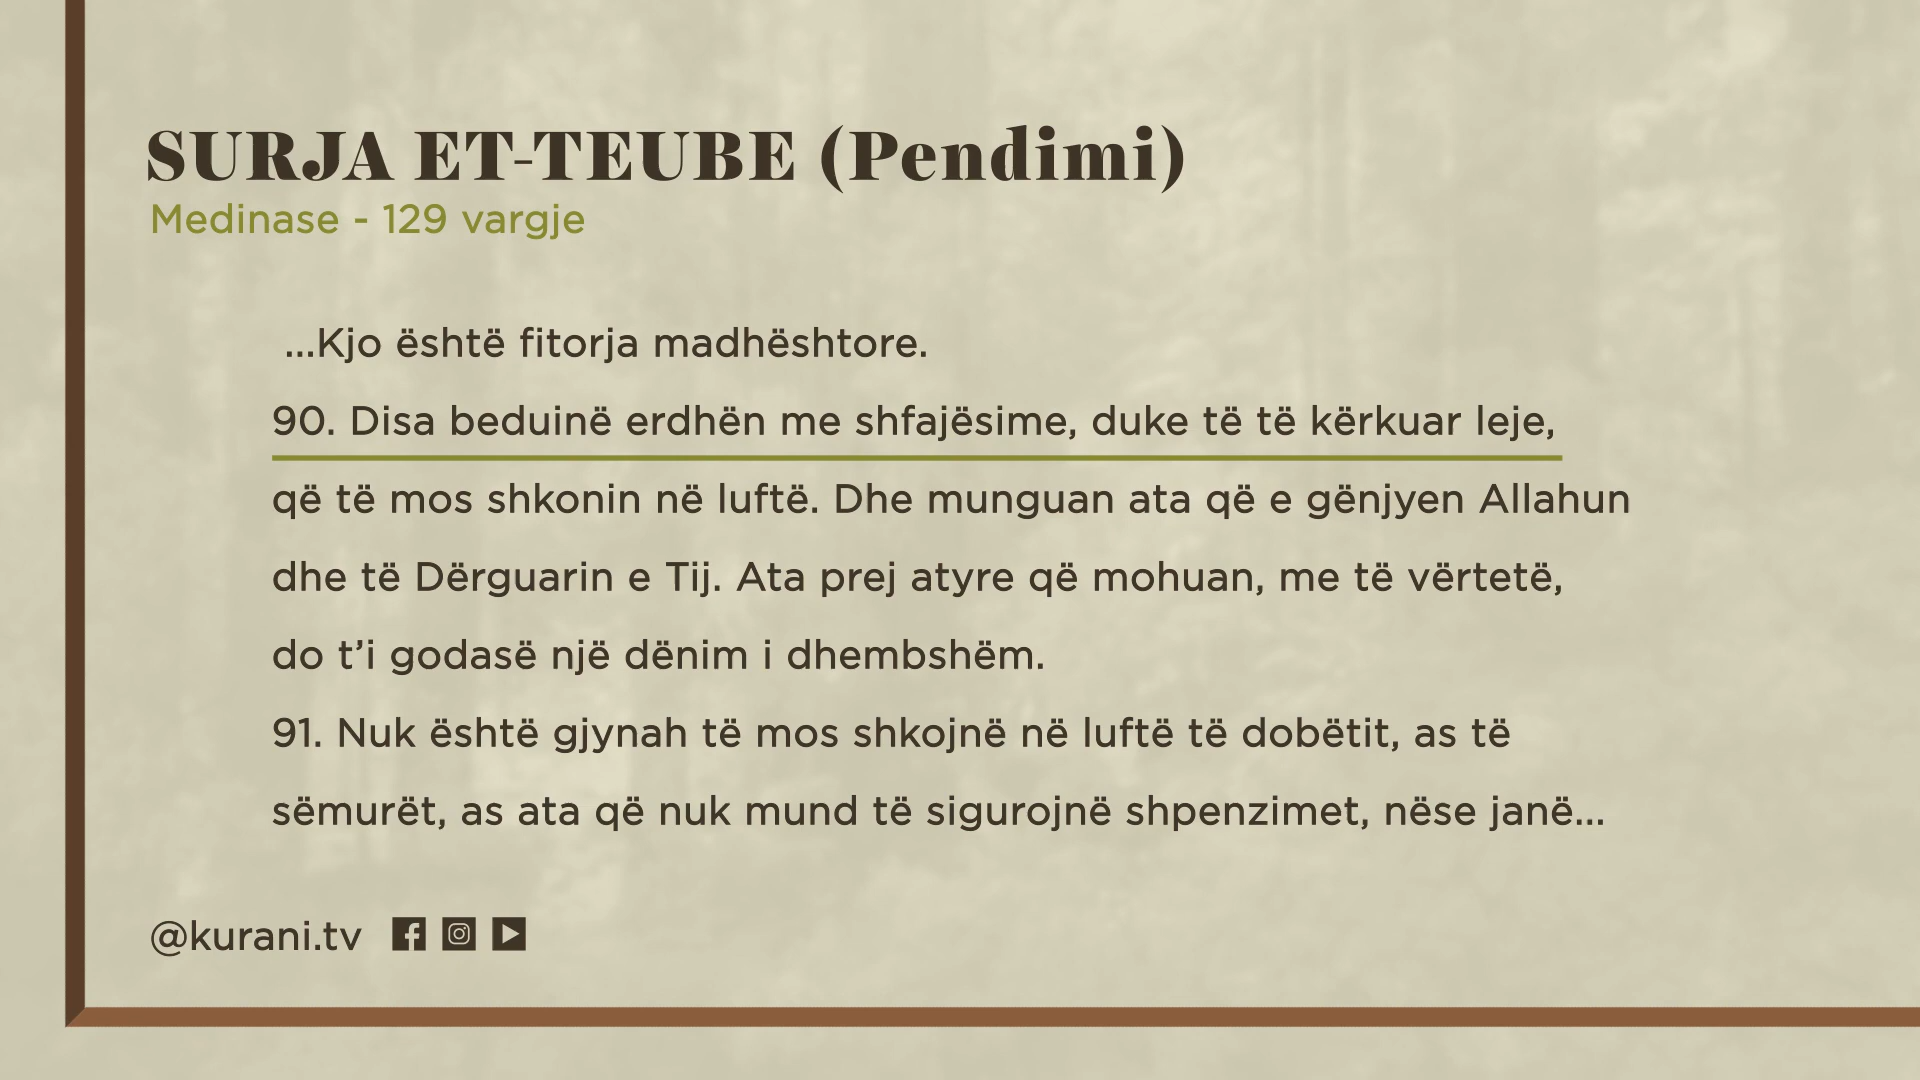 SURJA ET-TEUBE (Pendimi)
Medinase - 129 vargje
...Kjo është fitorja madhështore.
90. Disa beduinë erdhën me shfajësime, duke të të kërkuar leje,
që të mos shkonin në luftë. Dhe munguan ata që e gënjyen Allahun
dhe të Dërguarin e Tij. Ata prej atyre që mohuan, me të vërtetë,
do t’i godasë një dënim i dhembshëm.
91. Nuk është gjynah të mos shkojnë në luftë të dobëtit, as të
sëmurët, as ata që nuk mund të sigurojnë shpenzimet, nëse janë...
@kurani.tv